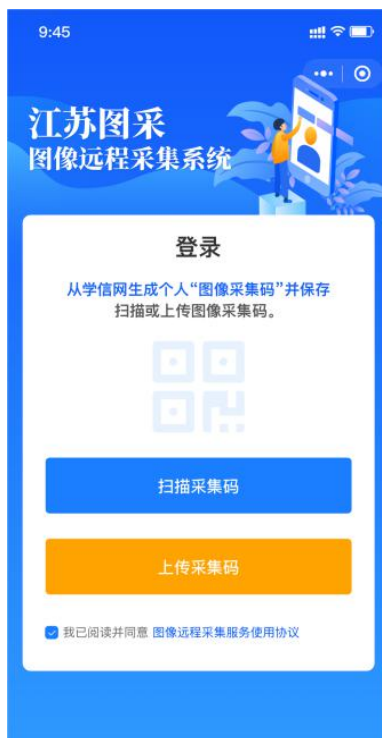 9:45
江苏图采
图像远程采集系统
登录
从学信网生成个人“图像采集码”并保存
扫描或上传图像采集码。
扫描采集码
上传采集码
我已阅读并同意 图像远程采集服务使用协议